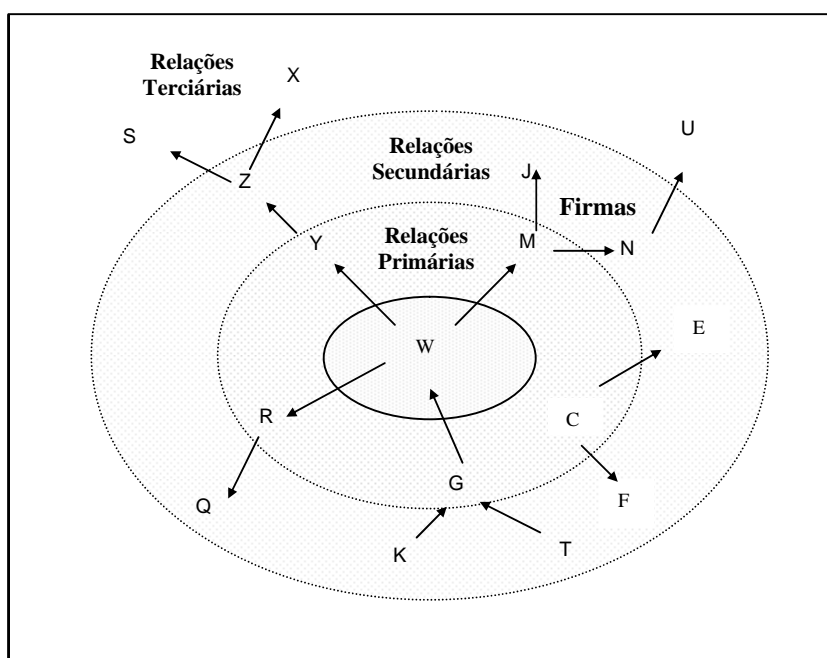 Relações
Terciárias
X
S
U
Relações
Secundárias
J
Z
Firmas
Y
Relações
Primárias
M
N
E
W
R
C
G
Q
F
K
T